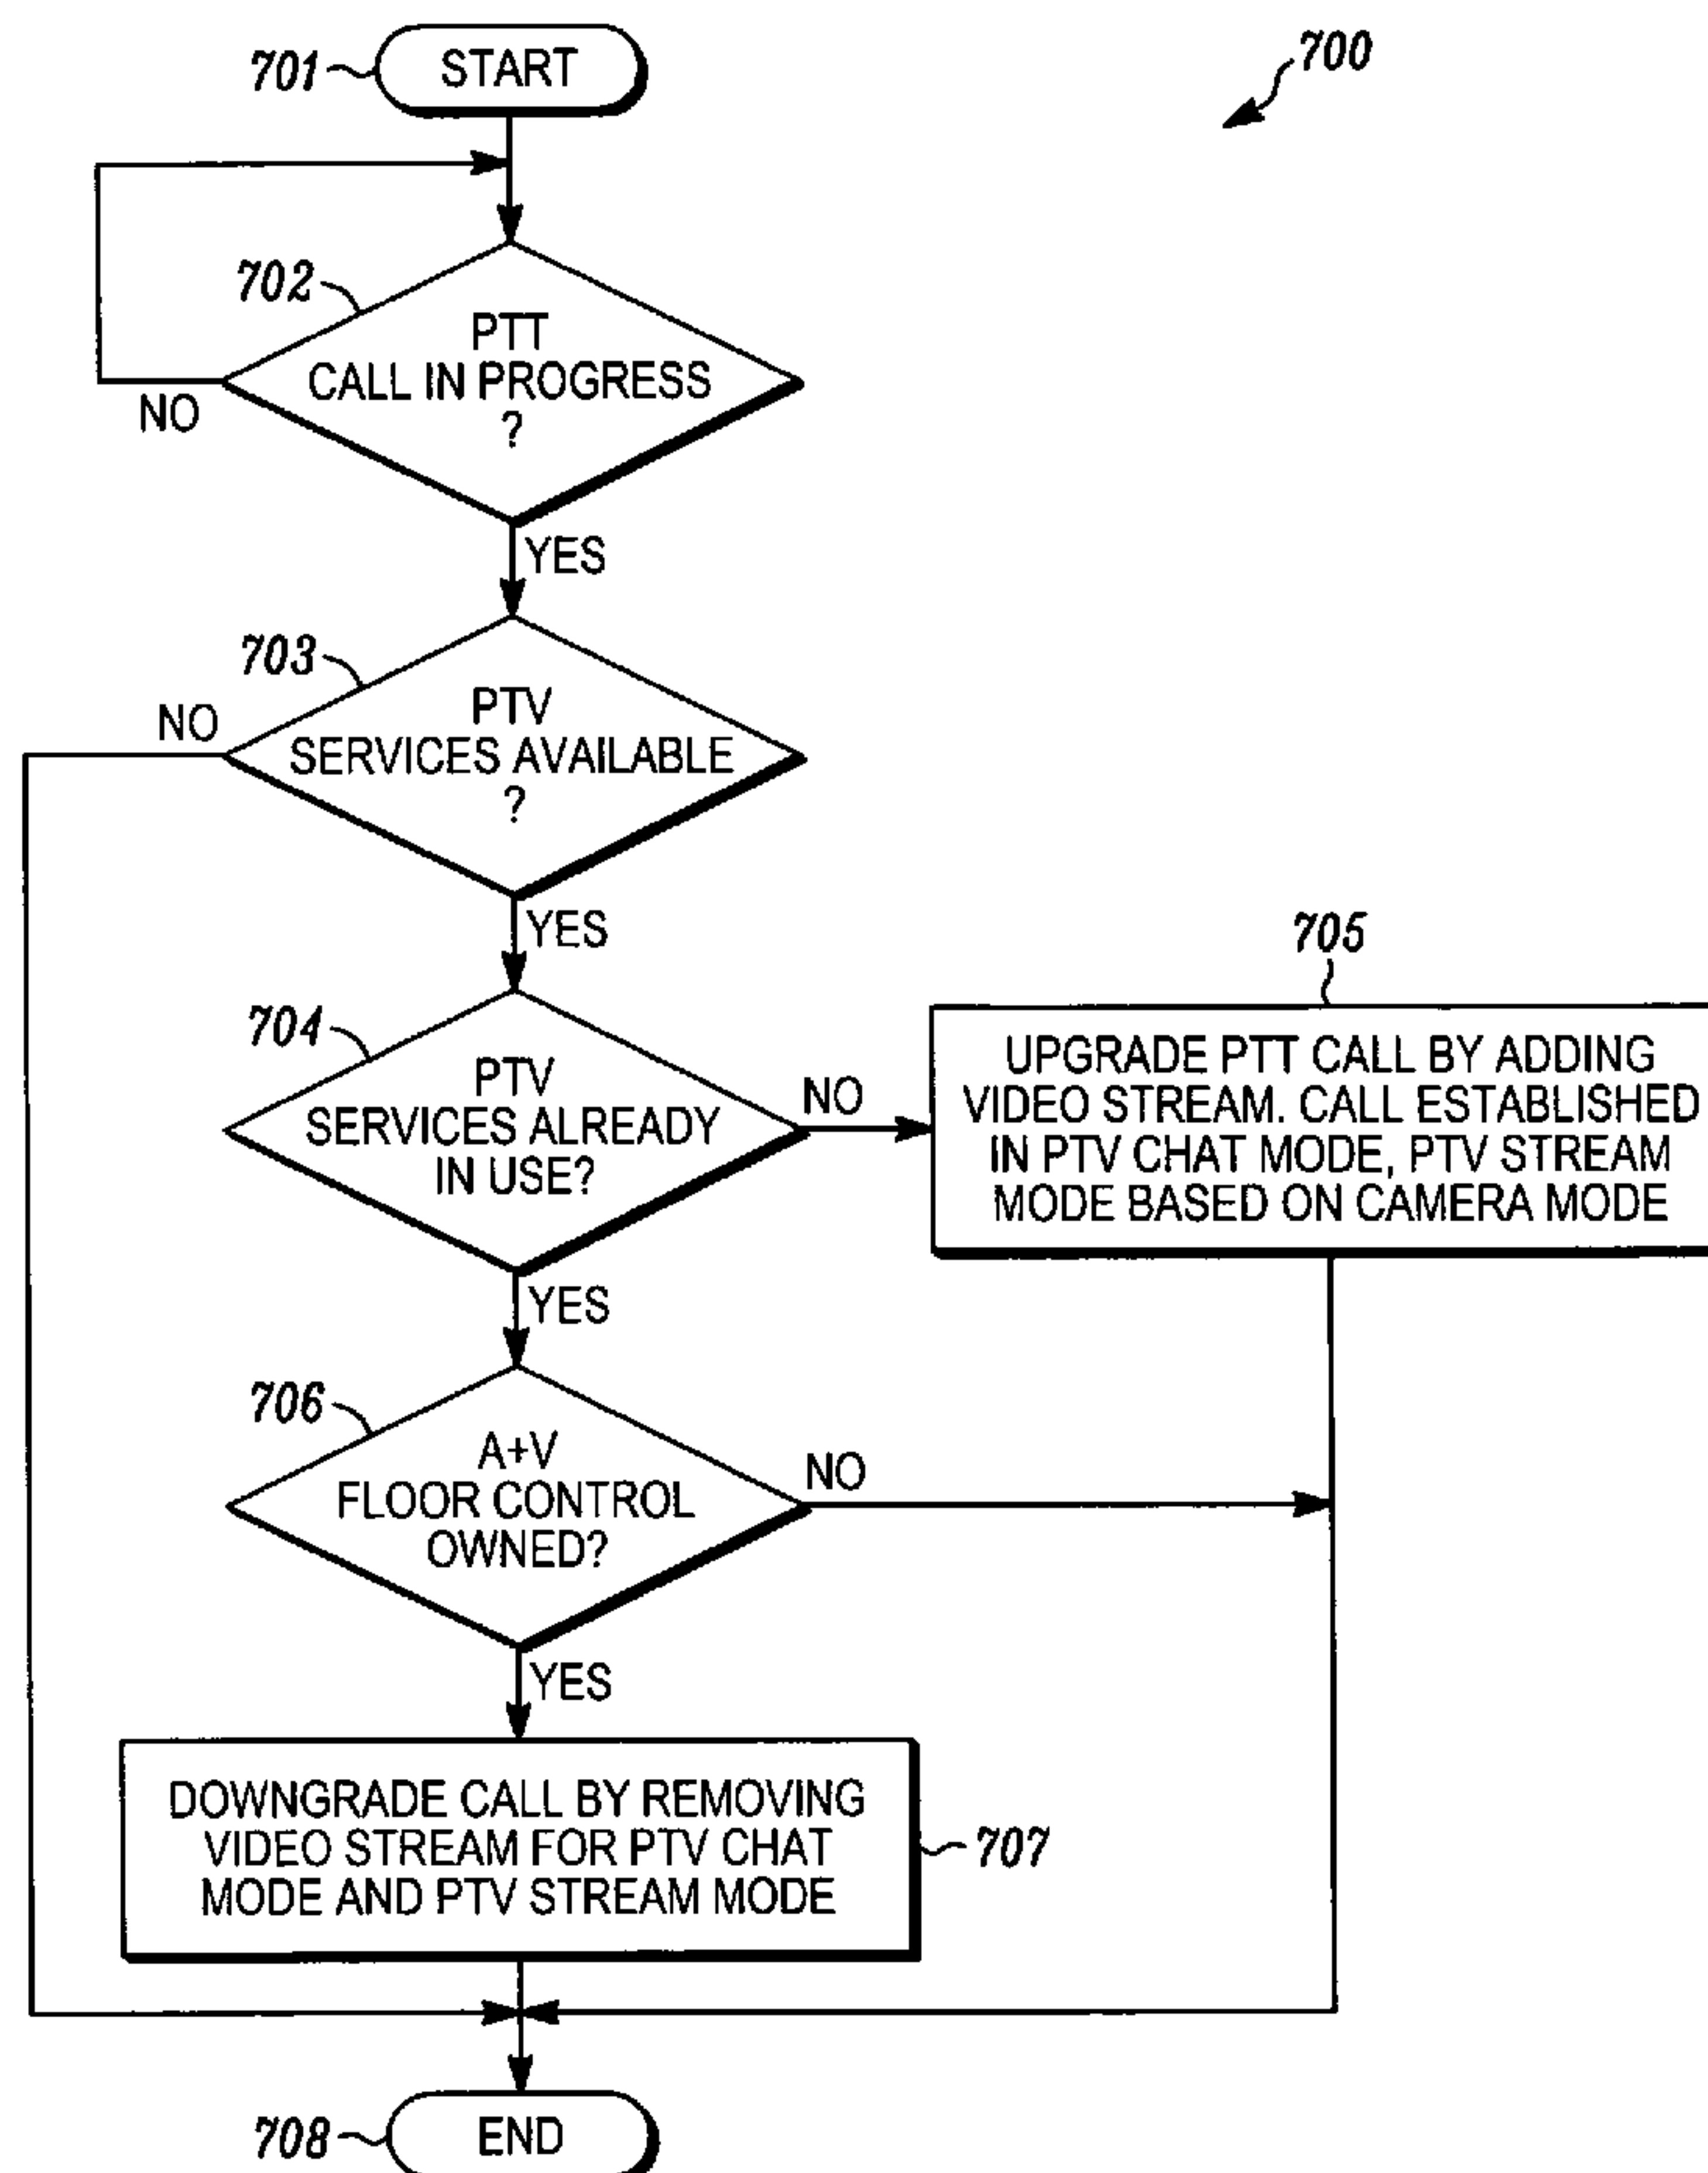 701
START
700
702
PTT
CALL IN PROGRESS
?
NO
YES
703
PTV
SERVICES AVAILABLE
?
NO
YES
704
PTV
SERVICES ALREADY
IN USE?
NO
705
UPGRADE PTT CALL BY ADDING
VIDEO STREAM. CALL ESTABLISHED
IN PTV CHAT MODE, PTV STREAM
MODE BASED ON CAMERA MODE
YES
706
A+V
FLOOR CONTROL
OWNED?
NO
YES
DOWNGRADE CALL BY REMOVING
VIDEO STREAM FOR PTV CHAT
MODE AND PTV STREAM MODE
707
708
END